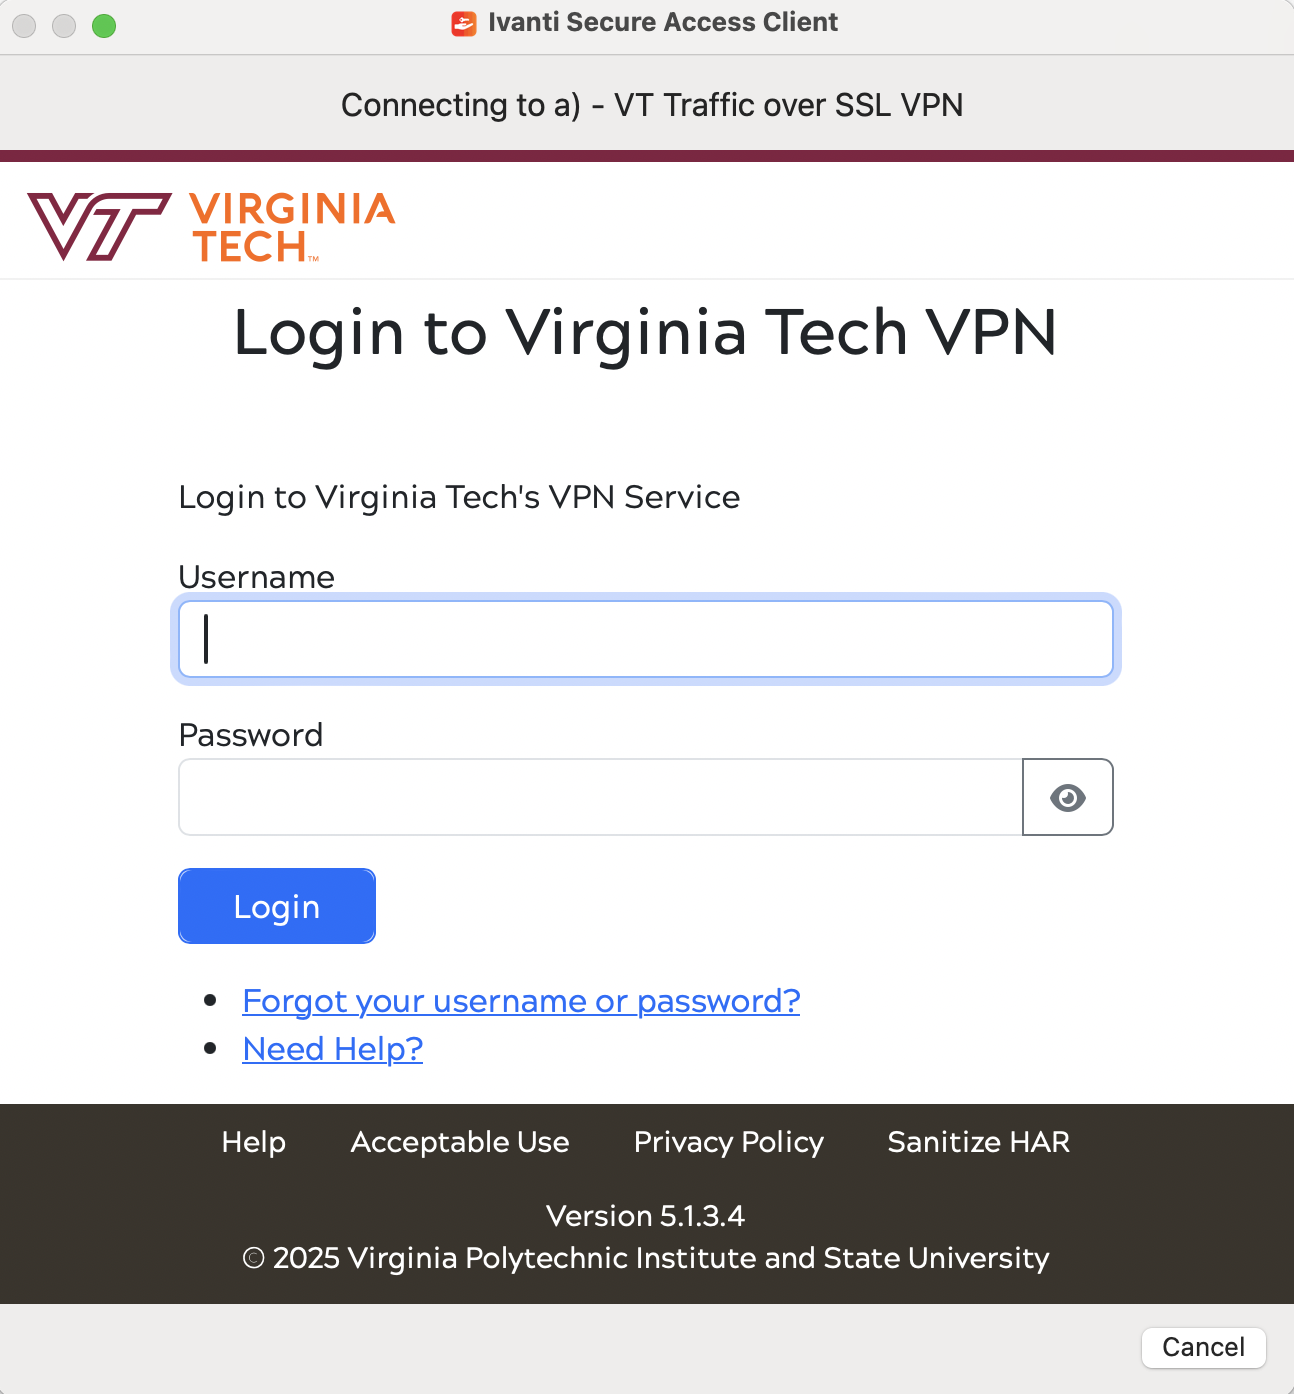 Ivanti Secure Access Client
Connecting to a) - VT Traffic over SSL VPN
VT VIRGINIA
TECH™
Login to Virginia Tech VPN
Login to Virginia Tech's VPN Service
Username
Password
Login
• Forgot your username or password?
• Need Help?
Help Acceptable Use Privacy Policy Sanitize HAR
Version 5.1.3.4
© 2025 Virginia Polytechnic Institute and State University
Cancel